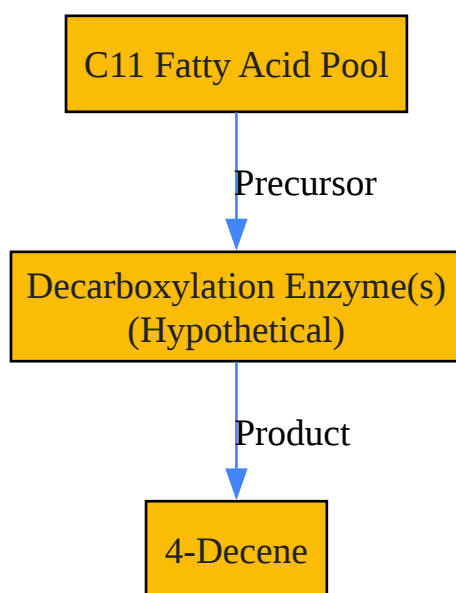 C11 Fatty Acid Pool
Precursor
Decarboxylation Enzyme(s)
(Hypothetical)
Product
4-Decene